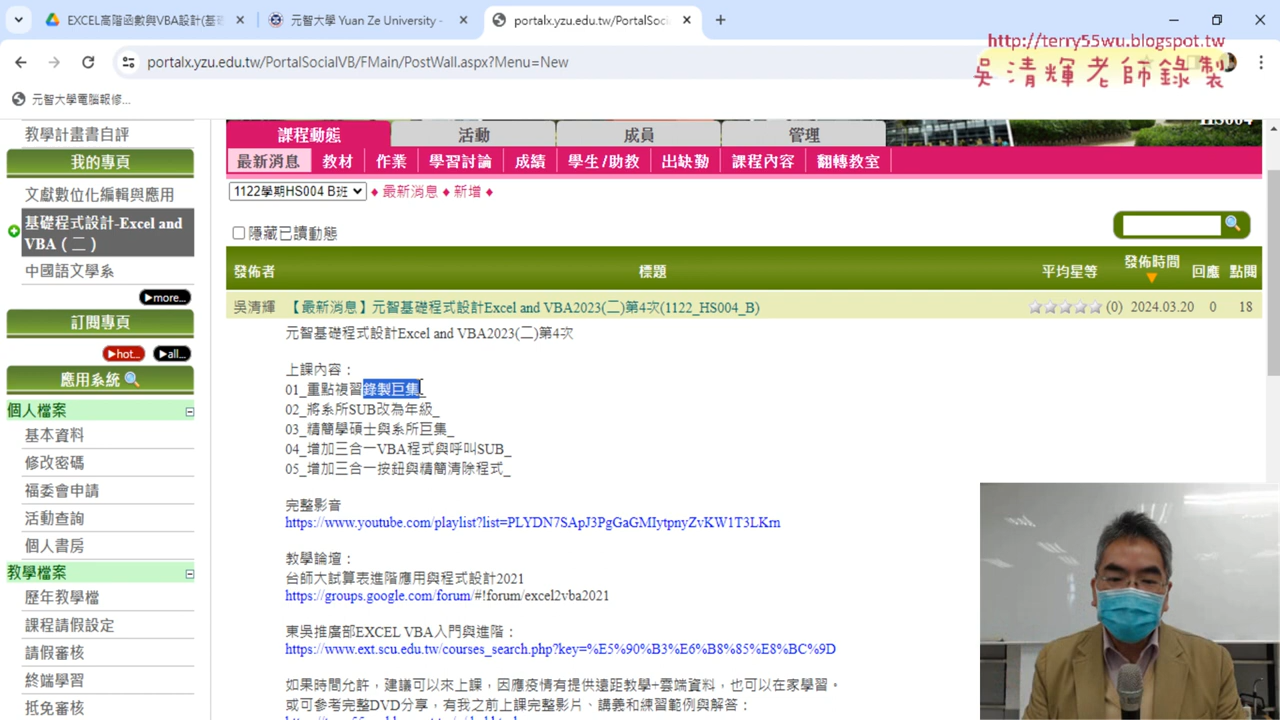 EXCEL高階函數與VBA設計(基礎
元智大學 Yuan Ze University -
portalx.yzu.edu.tw/PortalSoci
http://terry55wu.blogspot.tw
吳清輝老師錄製
portalx.yzu.edu.tw/PortalSocialVB/FMain/PostWall.aspx?Menu=New
元智大學電腦報修...
教學計畫書自評
我的專頁
文獻數位化編輯與應用
基礎程式設計-Excel and
VBA（二）
中國語文學系
▶more...
訂閱專頁
▶hot...
▶all...
應用系統
個人檔案
基本資料
修改密碼
福委會申請
活動查詢
個人書房
教學檔案
歷年教學檔
課程請假設定
請假審核
終端學習
抵免審核
HS004
課程動態 活動 成員 管理
最新消息 教材 作業 學習討論 成績 學生/助教 出缺勤 課程內容 翻轉教室
1122學期HS004 B班 ♦ 最新消息 ♦ 新增 ♦
隱藏已讀動態
發佈者 標題 平均星等 發佈時間 回應 點閱
吳清輝 【最新消息】元智基礎程式設計Excel and VBA2023(二)第4次(1122_HS004_B) (0) 2024.03.20 0 18
元智基礎程式設計Excel and VBA2023(二)第4次
上課內容：
01_重點複習錄製巨集_
02_將系所SUB改為年級_
03_精簡學碩士與系所巨集_
04_增加三合一VBA程式與呼叫SUB_
05_增加三合一按鈕與精簡清除程式_
完整影音
https://www.youtube.com/playlist?list=PLYDN7SApJ3PgGaGMIytpnyZvKW1T3LKrn
教學論壇：
台師大試算表進階應用與程式設計2021
https://groups.google.com/forum/#!forum/excel2vba2021
東吳推廣部EXCEL VBA入門與進階：
https://www.ext.scu.edu.tw/courses_search.php?key=%E5%90%B3%E6%B8%85%E8%BC%9D
如果時間允許，建議可以來上課，因應疫情有提供遠距教學+雲端資料，也可以在家學習。
或可參考完整DVD分享，有我之前上課完整影片、講義和練習範例與解答：